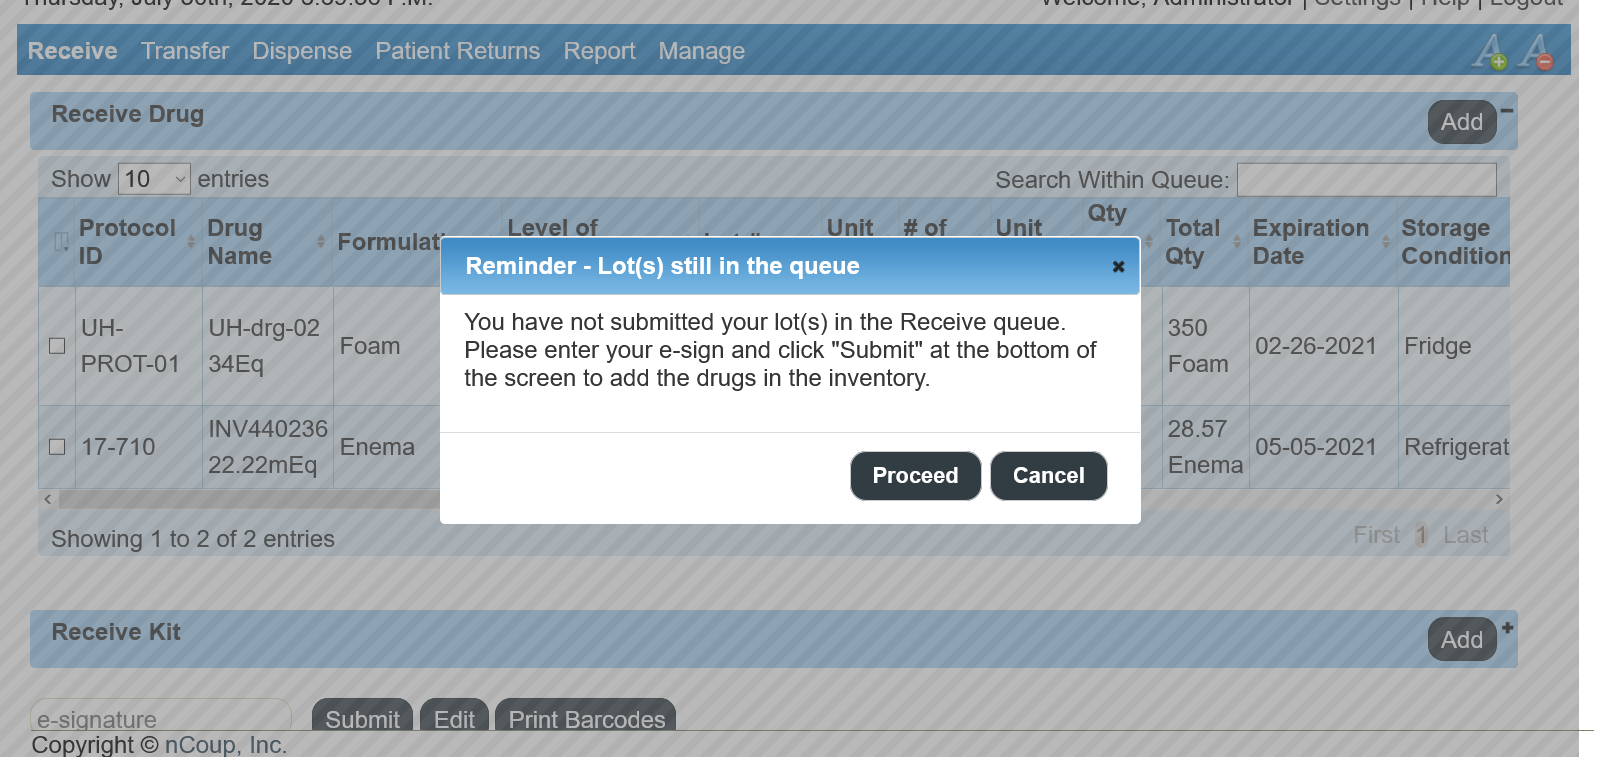 Thursday, July 30th, 2020 3:39:30 P.M.
Welcome, Administrator | Settings | Help | Logout
Receive Transfer Dispense Patient Returns Report Manage
Receive Drug
Add
Show 10 entries
Search Within Queue:
Protocol ID
Drug Name
Level of
Unit
# of
Unit
Qty
Total Qty
Expiration Date
Storage Condition
Reminder - Lot(s) still in the queue
You have not submitted your lot(s) in the Receive queue.
Please enter your e-sign and click "Submit" at the bottom of
the screen to add the drugs in the inventory.
Proceed Cancel
UH-
PROT-01
UH-drg-02
34Eq
Foam
350
Foam
02-26-2021
Fridge
17-710
INV440236
22.22mEq
Enema
28.57
Enema
05-05-2021
Refrigerat
Showing 1 to 2 of 2 entries
First 1 Last
Receive Kit
Add
e-signature
Submit Edit Print Barcodes
Copyright © nCoup, Inc.